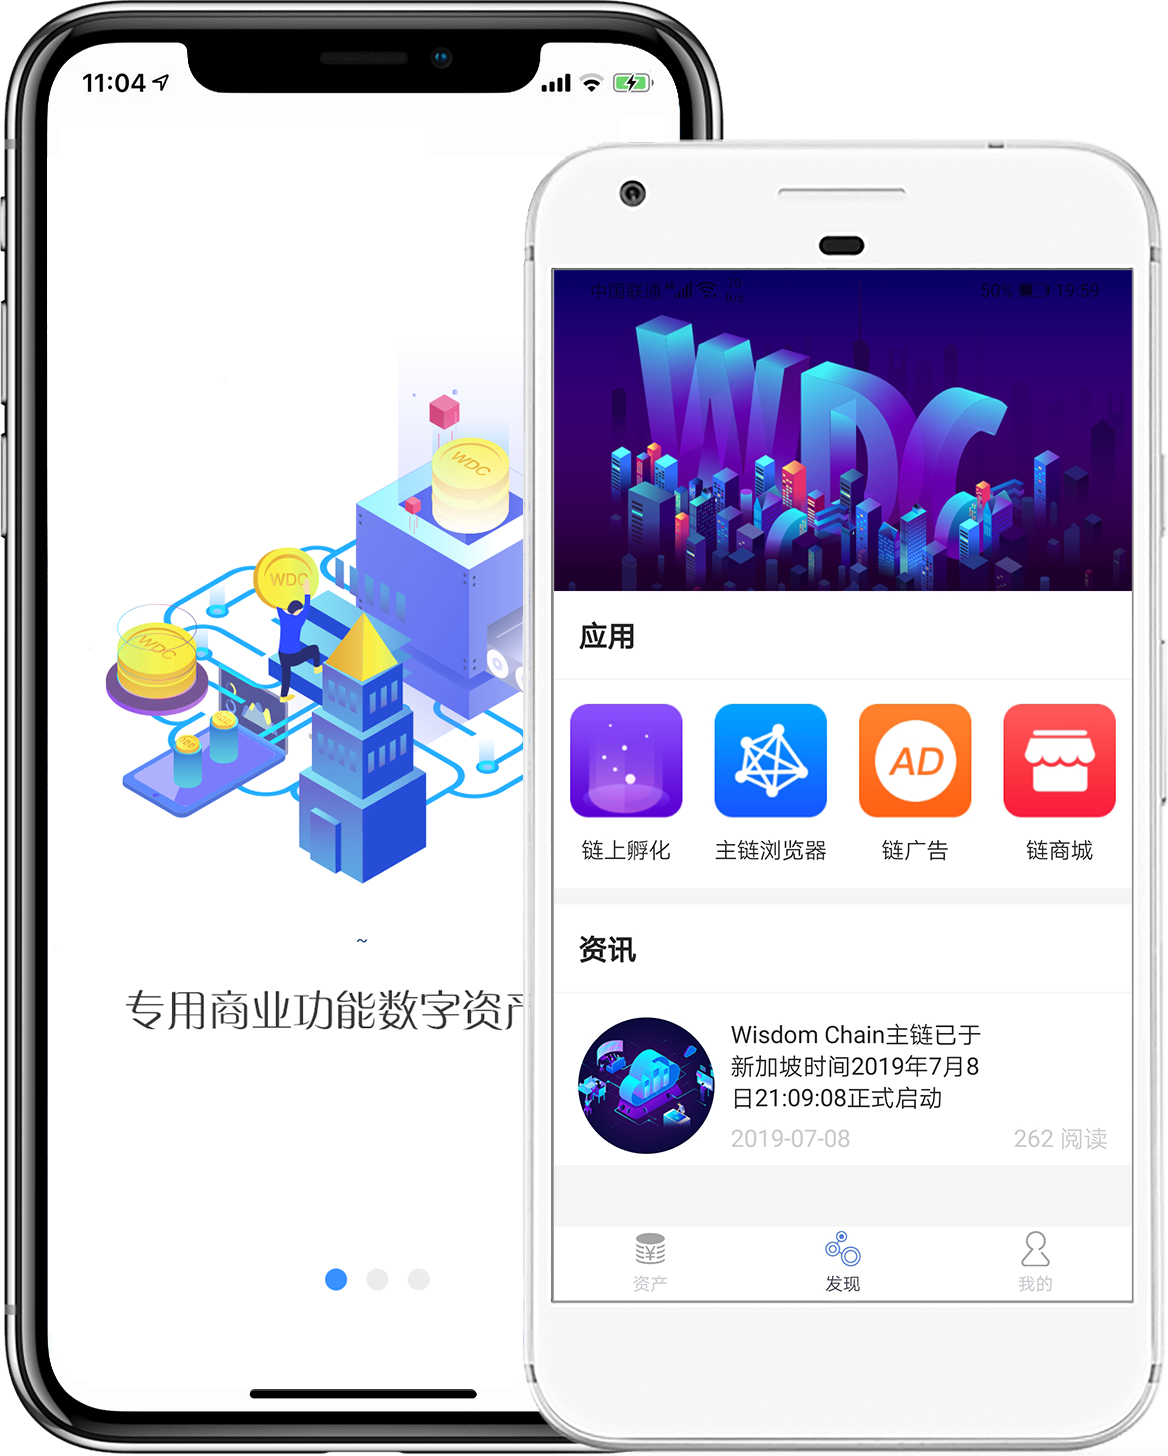 11:04
WDC
WDC
WDC
~
专用商业功能数字资产
中国联通
50%
19:59
WDC
应用
AD
链上孵化
主链浏览器
链广告
链商城
资讯
Wisdom Chain主链已于
新加坡时间2019年7月8
日21:09:08正式启动
2019-07-08
262 阅读
资产
发现
我的